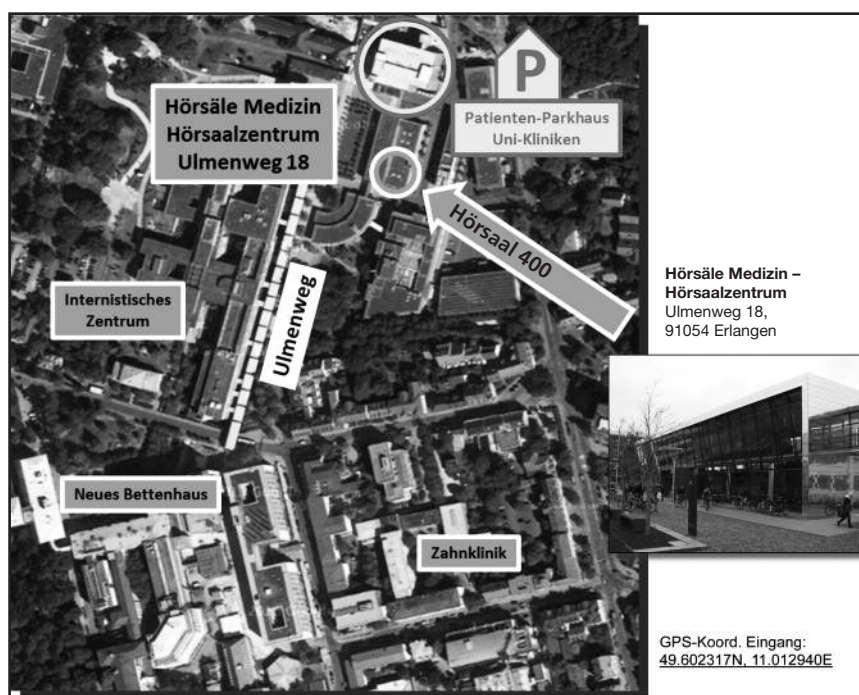 Hörsäle Medizin
Hörsaalzentrum
Ulmenweg 18
P
Patienten-Parkhaus
Uni-Kliniken
Hörsaal 400
Internistisches
Zentrum
Ulmenweg
Neues Bettenhaus
Zahnklinik
Hörsäle Medizin –
Hörsaalzentrum
Ulmenweg 18,
91054 Erlangen
GPS-Koord. Eingang:
49.602317N, 11.012940E